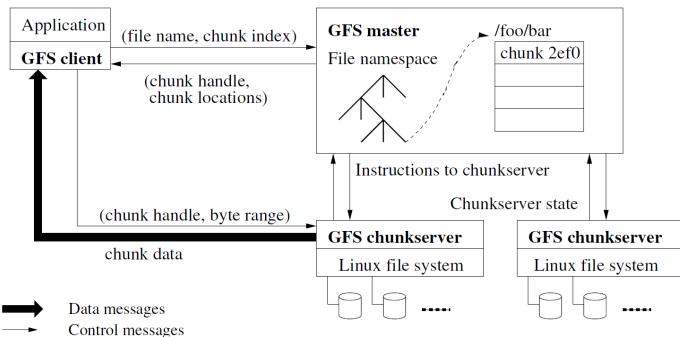 Application
GFS client
(file name, chunk index)
(chunk handle,
chunk locations)
GFS master
File namespace
/foo/bar
chunk 2ef0
Instructions to chunkserver
Chunkserver state
(chunk handle, byte range)
chunk data
GFS chunkserver
Linux file system
GFS chunkserver
Linux file system
Data messages
Control messages